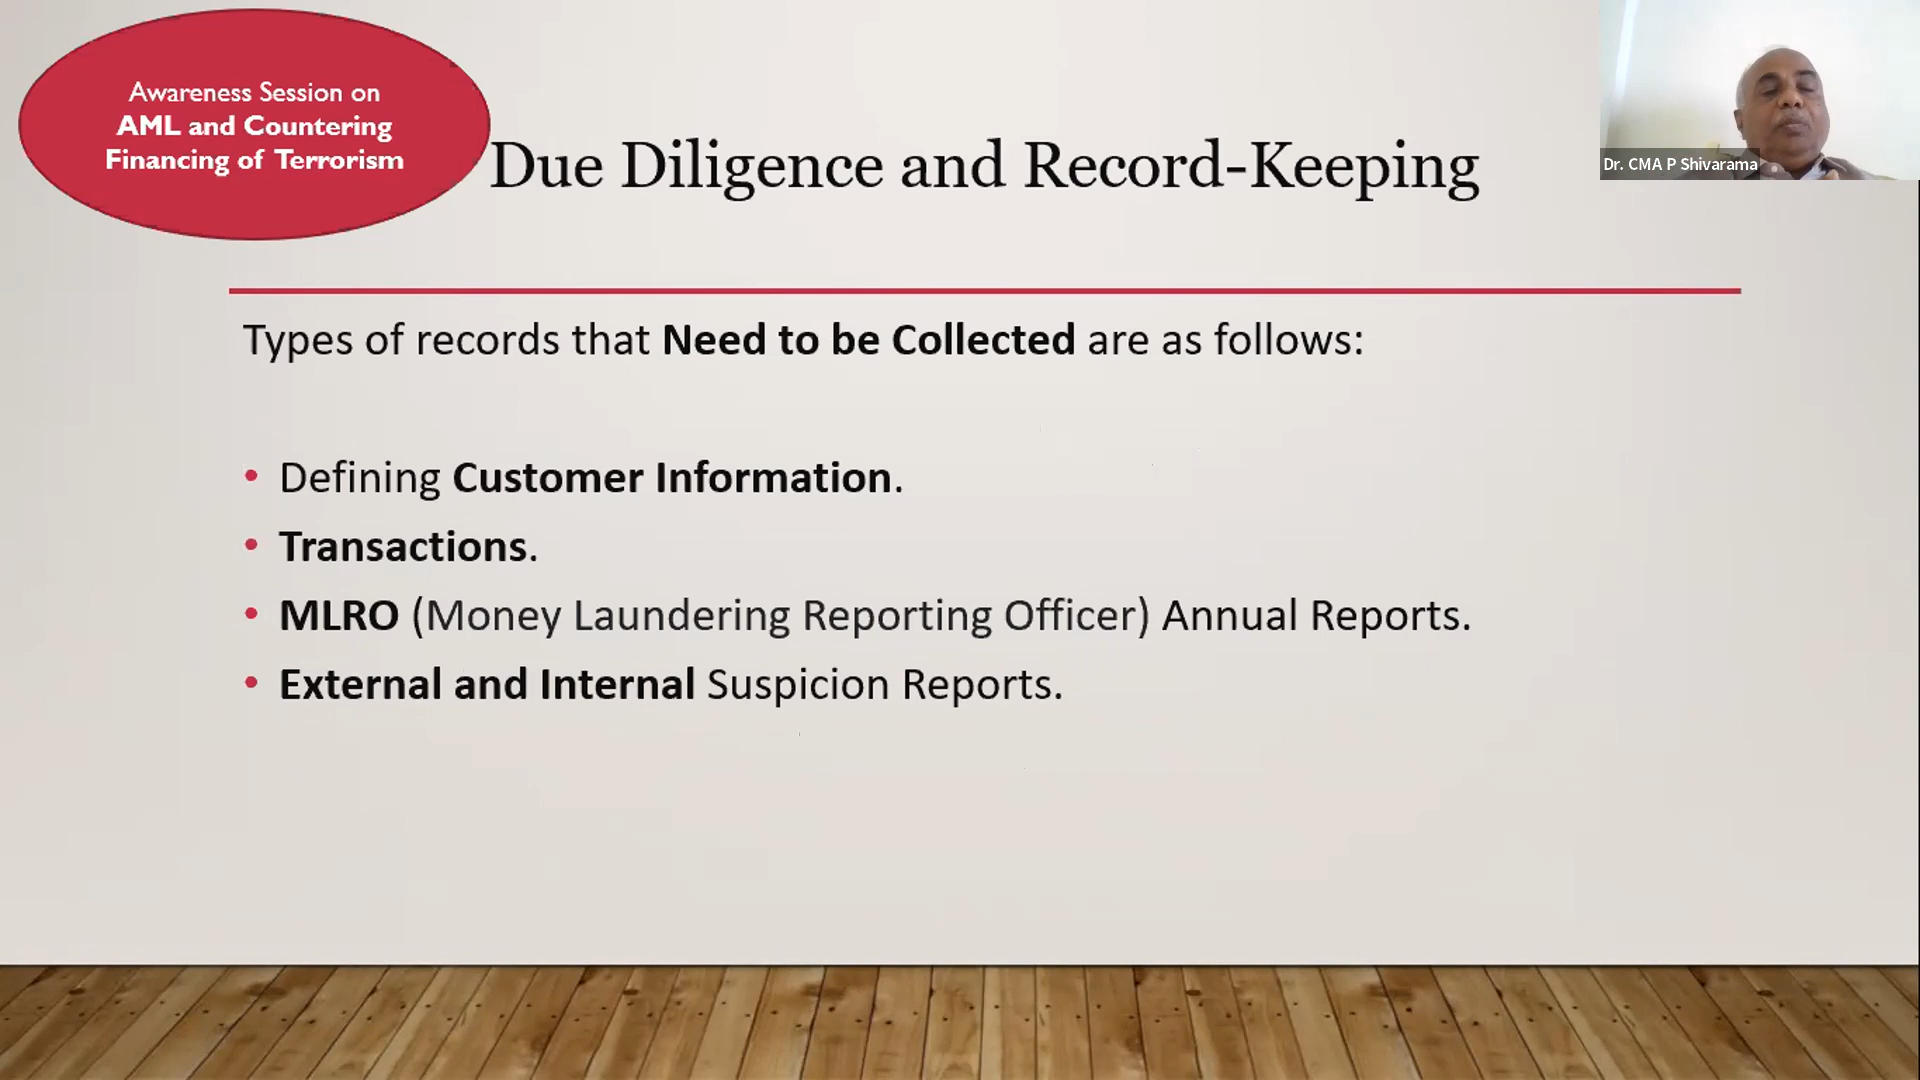 Awareness Session on
AML and Countering
Financing of Terrorism
Due Diligence and Record-Keeping
Dr. CMA P Shivarama
Types of records that Need to be Collected are as follows:
• Defining Customer Information.
• Transactions.
• MLRO (Money Laundering Reporting Officer) Annual Reports.
• External and Internal Suspicion Reports.